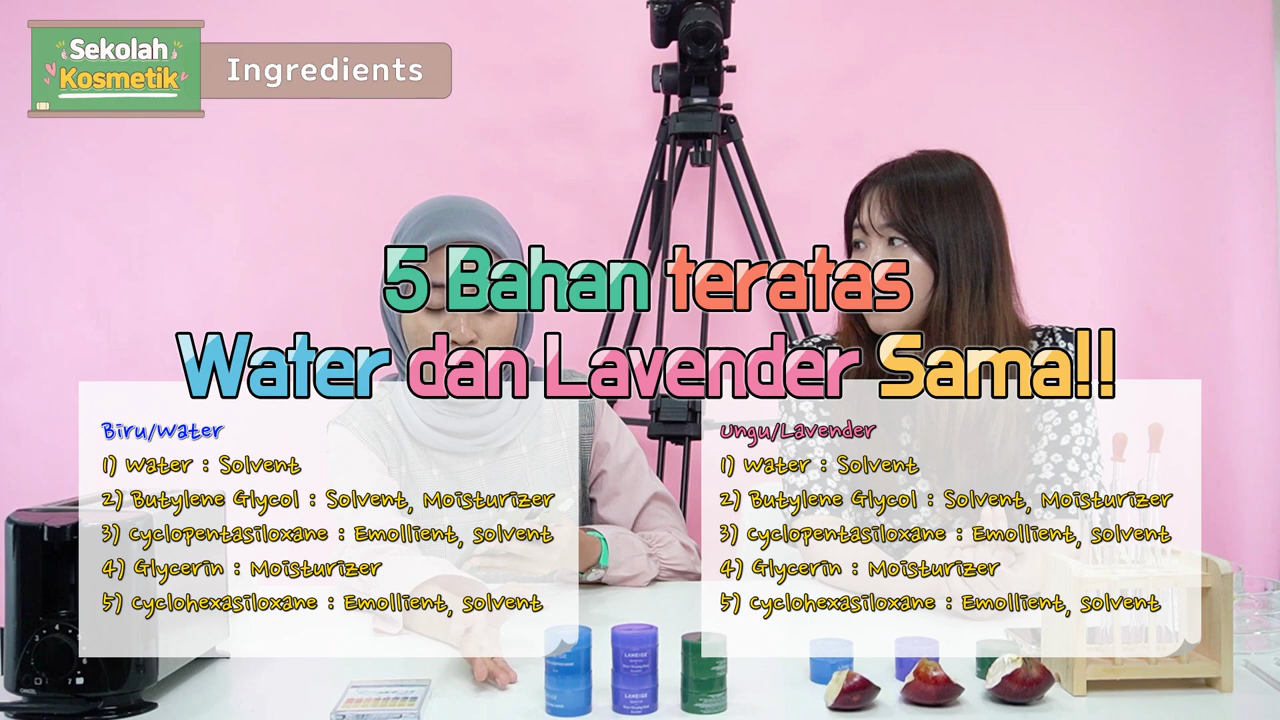 Sekolah
Kosmetik
Ingredients
5 Bahan teratas
Water dan Lavender Sama!!
Biru/Water
1) Water : Solvent
2) Butylene Glycol : Solvent, Moisturizer
3) Cyclopentasiloxane : Emollient, solvent
4) Glycerin : Moisturizer
5) Cyclohexasiloxane : Emollient, solvent
Ungu/Lavender
1) Water : Solvent
2) Butylene Glycol : Solvent, Moisturizer
3) Cyclopentasiloxane : Emollient, solvent
4) Glycerin : Moisturizer
5) Cyclohexasiloxane : Emollient, solvent
LANEIGE